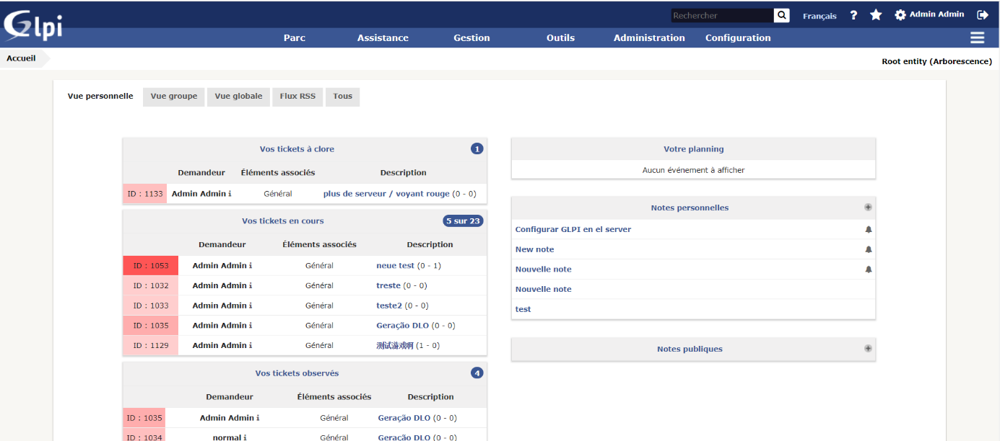 Glpi
Rechercher Français ? Admin Admin
Parc Assistance Gestion Outils Administration Configuration
Accueil
Root entity (Arborescence)
Vue personnelle Vue groupe Vue globale Flux RSS Tous
Vos tickets à clore 1
Demandeur Éléments associés Description
ID : 1133 Admin Admin i Général plus de serveur / voyant rouge (0 - 0)
Vos tickets en cours 5 sur 23
Demandeur Éléments associés Description
ID : 1053 Admin Admin i Général neue test (0 - 1)
ID : 1032 Admin Admin i Général treste (0 - 0)
ID : 1033 Admin Admin i Général teste2 (0 - 0)
ID : 1035 Admin Admin i Général Geração DLO (0 - 0)
ID : 1129 Admin Admin i Général 测试游戏啊 (1 - 0)
Vos tickets observés 4
Demandeur Éléments associés Description
ID : 1035 Admin Admin i Général Geração DLO (0 - 0)
ID : 1034 normal i Général Geração DLO (0 - 0)
Votre planning
Aucun événement à afficher
Notes personnelles
Configurar GLPI en el server
New note
Nouvelle note
Nouvelle note
test
Notes publiques